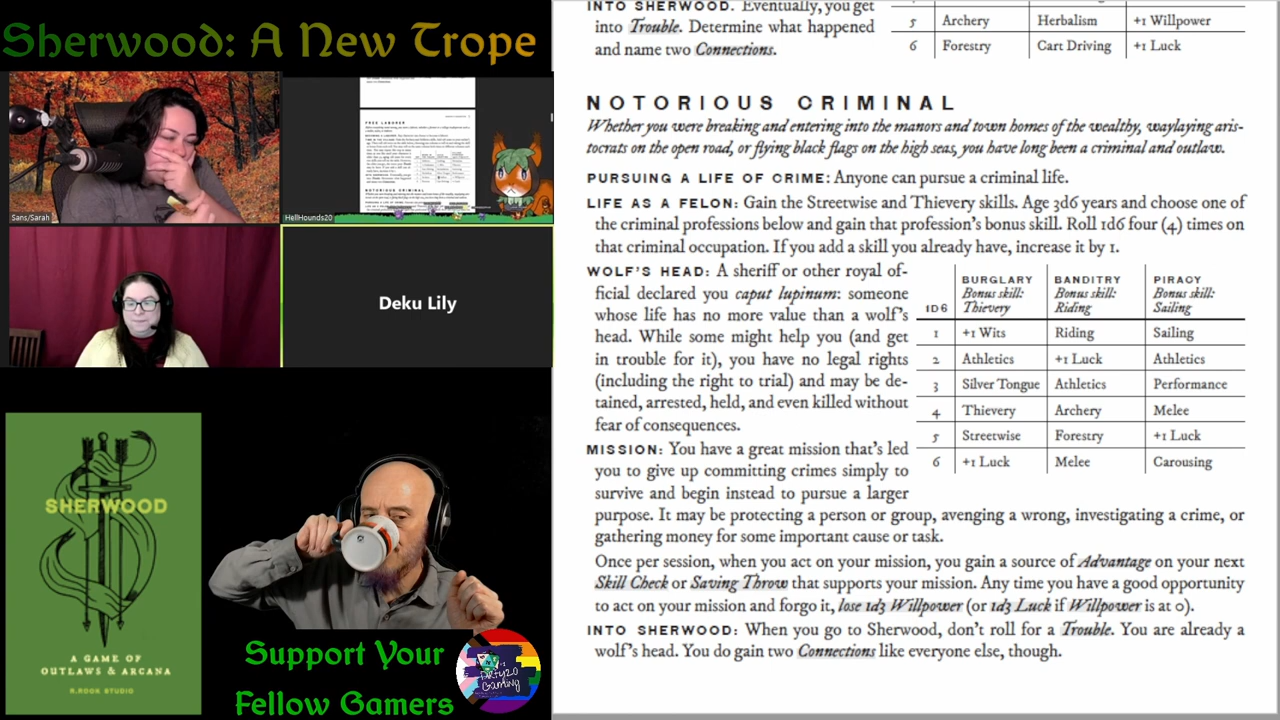 Sherwood: A New Trope
Sans/Sarah
FREE LABORER
HellHounds20
Deku Lily
SHERWOOD
A GAME OF
OUTLAWS & ARCANA
R.ROOK STUDIO
Support Your
Fellow Gamers
Dirty20
Gaming
INTO SHERWOOD. Eventually, you get
into Trouble. Determine what happened
and name two Connections.
5 Archery Herbalism +1 Willpower
6 Forestry Cart Driving +1 Luck
NOTORIOUS CRIMINAL
Whether you were breaking and entering into manors and town homes of the wealthy, waylaying aris-
tocrats on the open road, or flying black flags on the high seas, you have long been a criminal and outlaw.
PURSUING A LIFE OF CRIME: Anyone can pursue a criminal life.
LIFE AS A FELON: Gain the Streetwise and Thievery skills. Age 3d6 years and choose one of
the criminal professions below and gain that profession's bonus skill. Roll 1d6 four (4) times on
that criminal occupation. If you add a skill you already have, increase it by 1.
WOLF'S HEAD: A sheriff or other royal of-
ficial declared you caput lupinum: someone
whose life has no more value than a wolf's
head. While some might help you (and get
in trouble for it), you have no legal rights
(including the right to trial) and may be de-
tained, arrested, held, and even killed without
fear of consequences.
1D6 BURGLARY BANDITRY PIRACY
Bonus skill: Bonus skill: Bonus skill:
Thievery Riding Sailing
1 +1 Wits Riding Sailing
2 Athletics +1 Luck Athletics
3 Silver Tongue Athletics Performance
4 Thievery Archery Melee
5 Streetwise Forestry +1 Luck
6 +1 Luck Melee Carousing
MISSION: You have a great mission that's led
you to give up committing crimes simply to
survive and begin instead to pursue a larger
purpose. It may be protecting a person or group, avenging a wrong, investigating a crime, or
gathering money for some important cause or task.
Once per session, when you act on your mission, you gain a source of Advantage on your next
Skill Check or Saving Throw that supports your mission. Any time you have a good opportunity
to act on your mission and forgo it, lose 1d3 Willpower (or 1d3 Luck if Willpower is at 0).
INTO SHERWOOD: When you go to Sherwood, don't roll for a Trouble. You are already a
wolf's head. You do gain two Connections like everyone else, though.